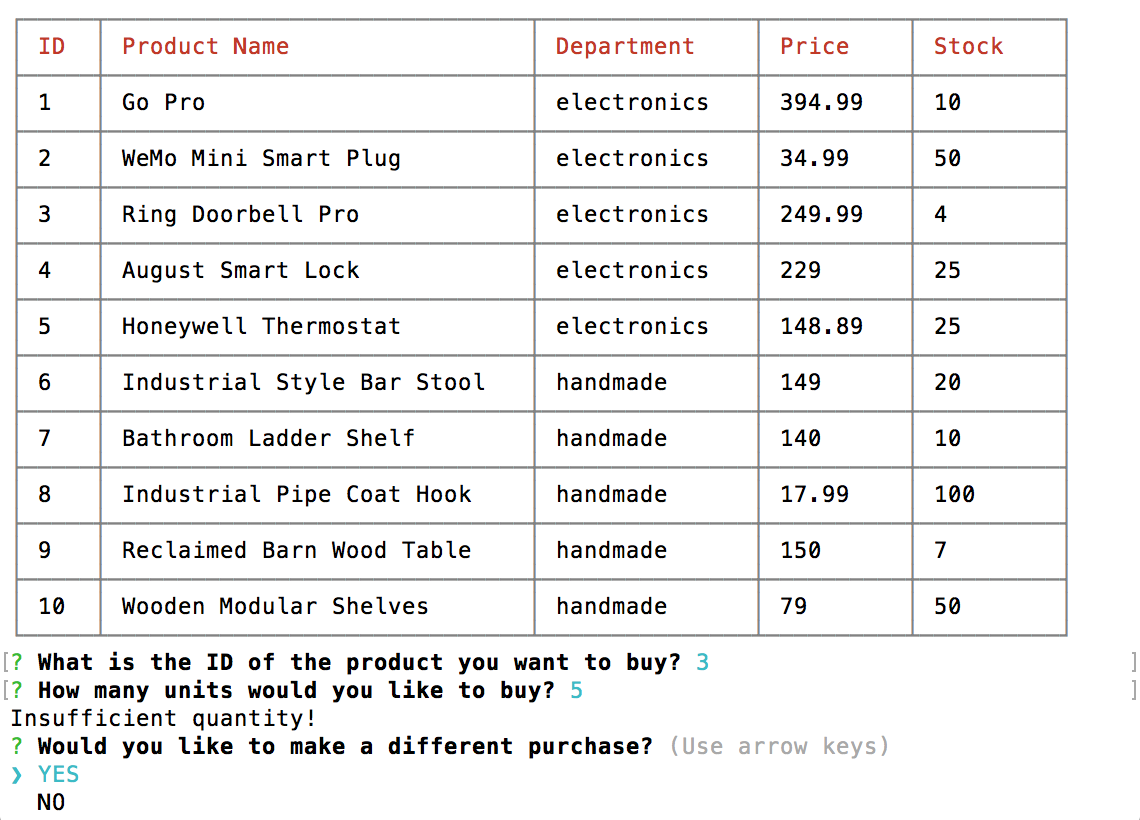 ID Product Name Department Price Stock
1 Go Pro electronics 394.99 10
2 WeMo Mini Smart Plug electronics 34.99 50
3 Ring Doorbell Pro electronics 249.99 4
4 August Smart Lock electronics 229 25
5 Honeywell Thermostat electronics 148.89 25
6 Industrial Style Bar Stool handmade 149 20
7 Bathroom Ladder Shelf handmade 140 10
8 Industrial Pipe Coat Hook handmade 17.99 100
9 Reclaimed Barn Wood Table handmade 150 7
10 Wooden Modular Shelves handmade 79 50
[? What is the ID of the product you want to buy? 3 ]
[? How many units would you like to buy? 5 ]
Insufficient quantity!
? Would you like to make a different purchase? (Use arrow keys)
❯ YES
NO